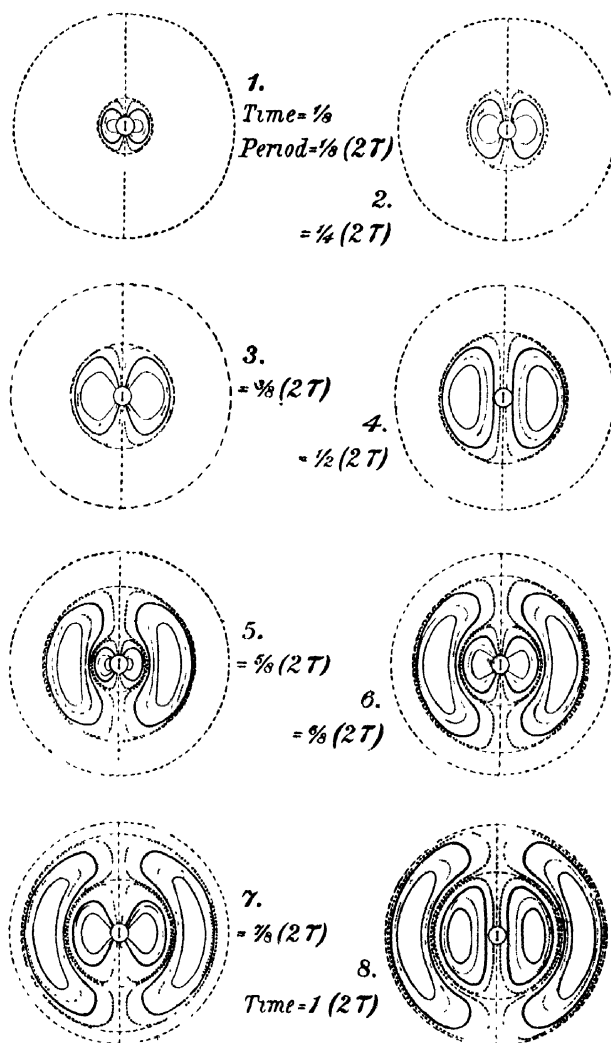 1.
Time = 1/8
Period = 1/8 (2T)
2.
= 1/4 (2T)
3.
= 3/8 (2T)
4.
= 1/2 (2T)
5.
= 5/8 (2T)
6.
= 6/8 (2T)
7.
= 7/8 (2T)
8.
Time = 1 (2T)